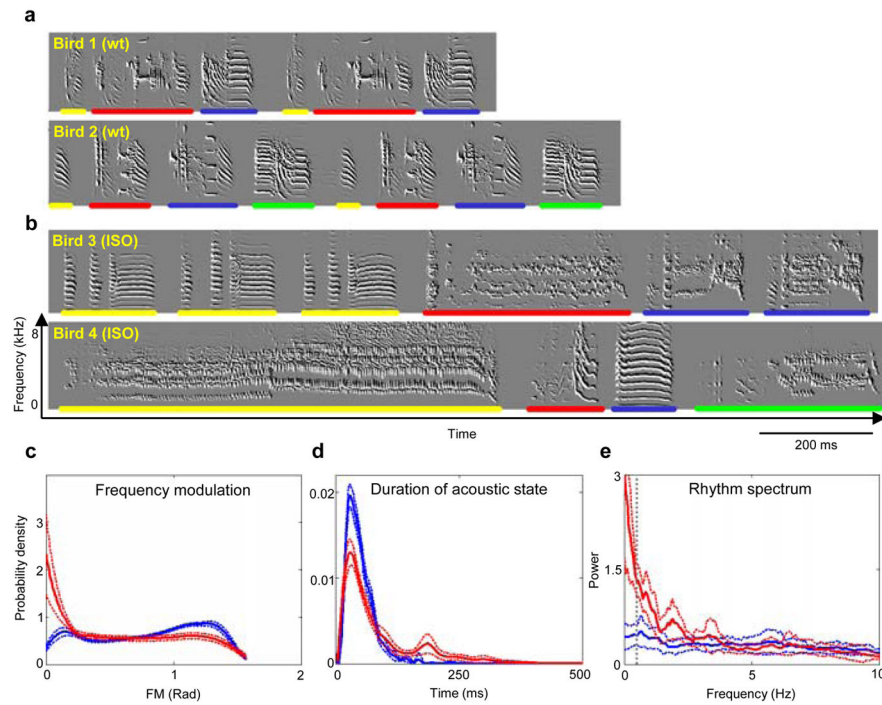 a
Bird 1 (wt)
Bird 2 (wt)
b
Bird 3 (ISO)
Bird 4 (ISO)
Frequency (kHz)
8
0
Time
200 ms
c
Frequency modulation
Probability density
4
3
2
1
0
0
1
2
FM (Rad)
d
Duration of acoustic state
0.02
0.01
0
0
250
500
Time (ms)
e
Rhythm spectrum
Power
3
1.5
0
0
5
10
Frequency (Hz)